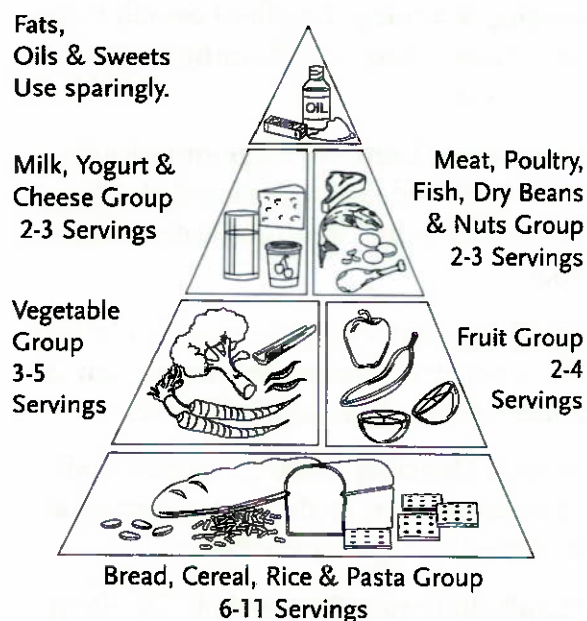 Fats,
Oils & Sweets
Use sparingly.
OIL
Milk, Yogurt &
Cheese Group
2-3 Servings
Meat, Poultry,
Fish, Dry Beans
& Nuts Group
2-3 Servings
Vegetable
Group
3-5
Servings
Fruit Group
2-4
Servings
Bread, Cereal, Rice & Pasta Group
6-11 Servings